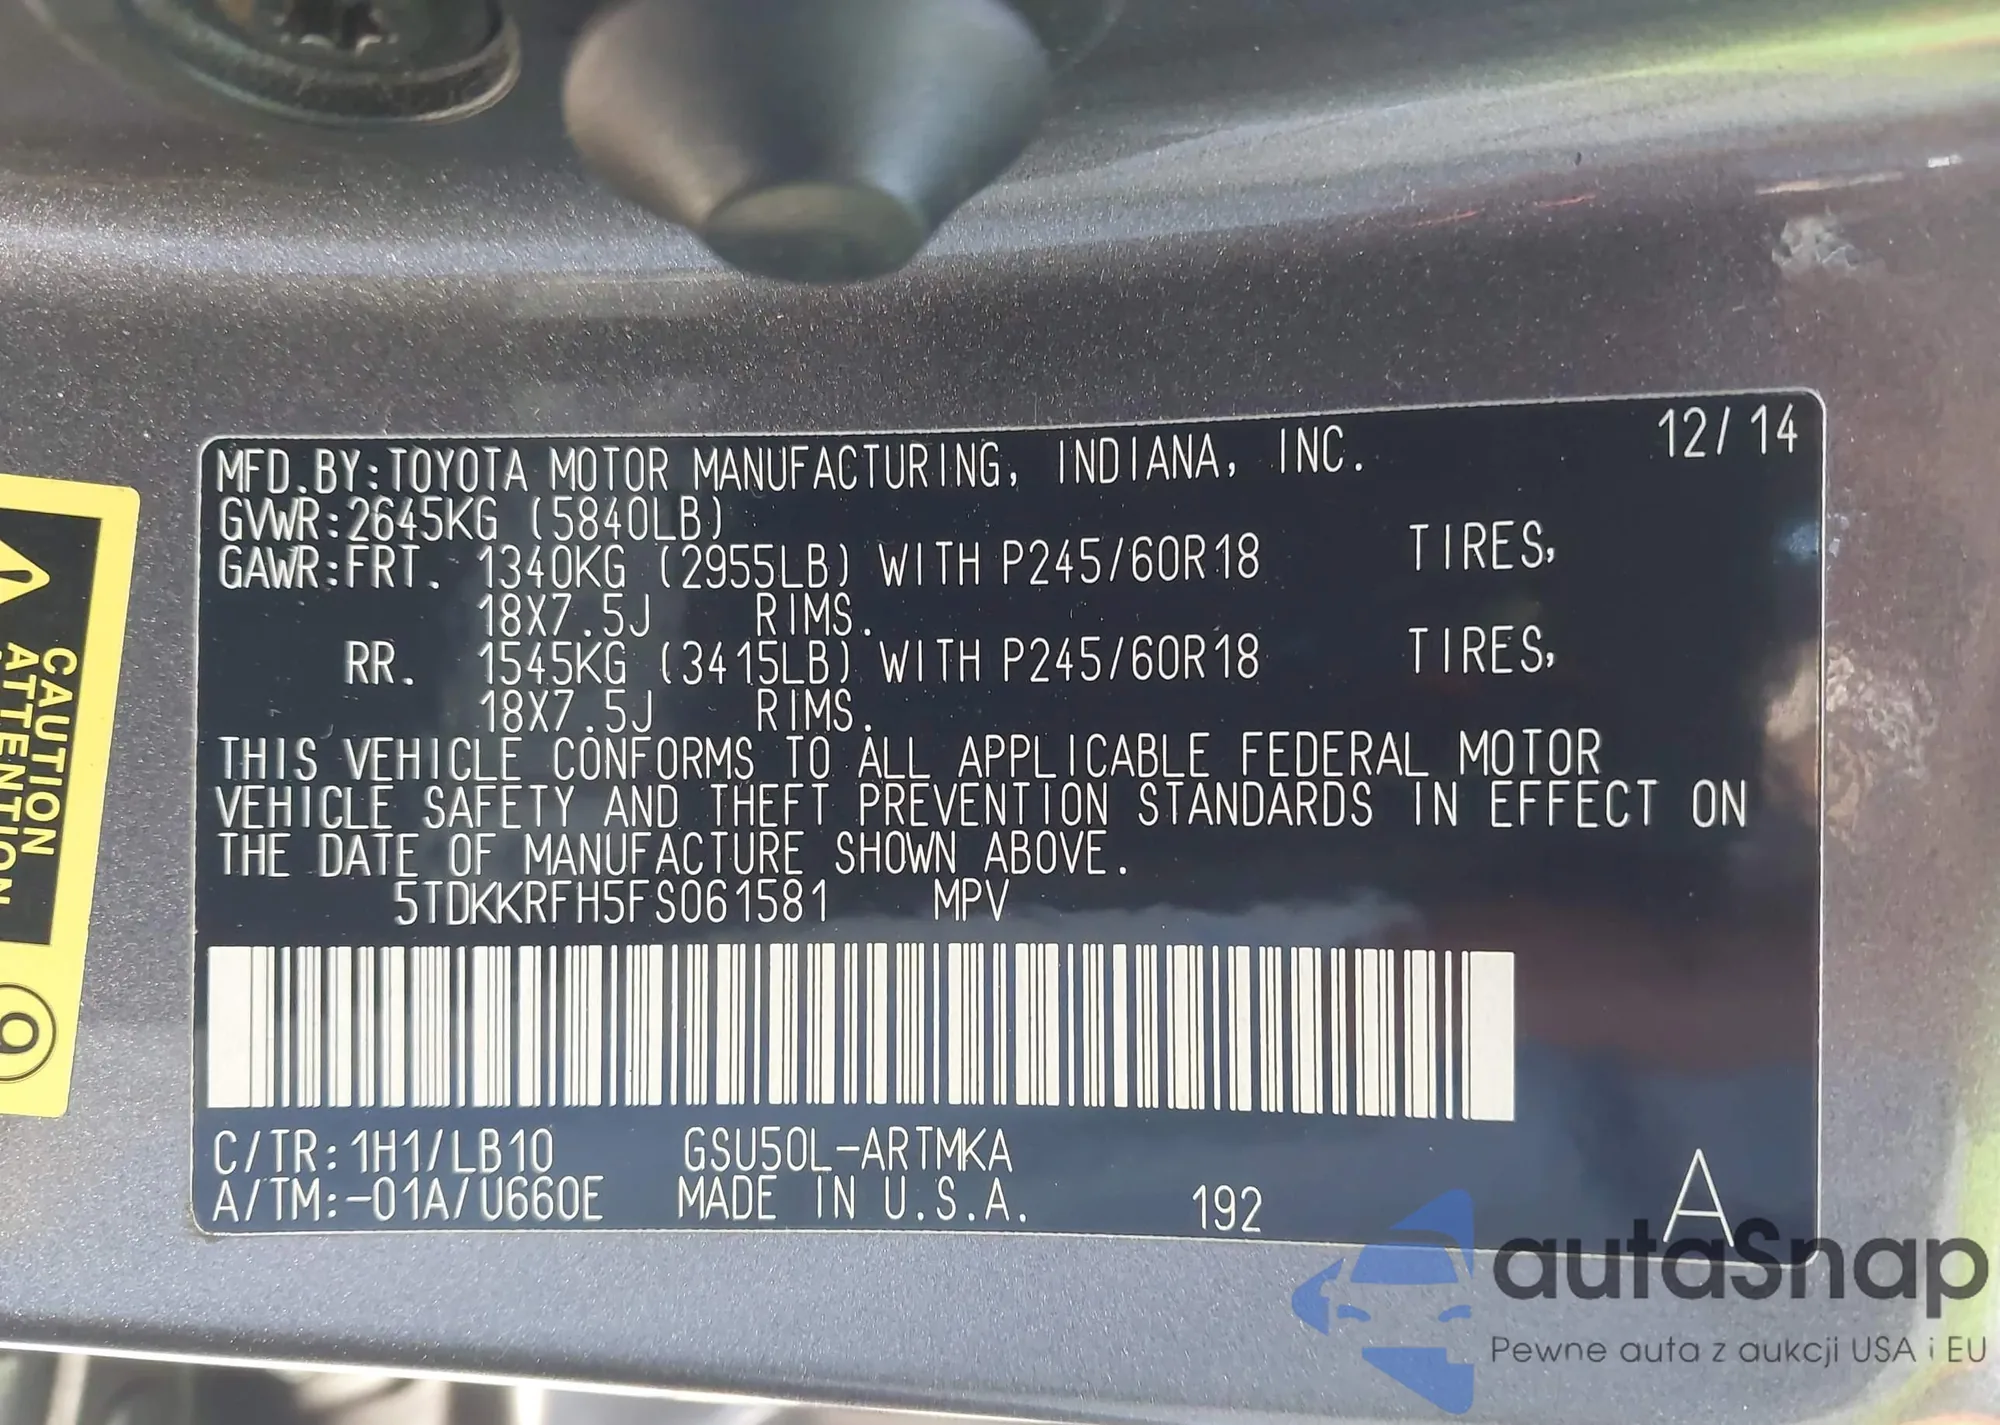 12/14
MFD.BY:TOYOTA MOTOR MANUFACTURING, INDIANA, INC.
GVWR:2645KG (5840LB)
GAWR:FRT. 1340KG (2955LB) WITH P245/60R18 TIRES,
18X7.5J RIMS.
RR. 1545KG (3415LB) WITH P245/60R18 TIRES,
18X7.5J RIMS.
THIS VEHICLE CONFORMS TO ALL APPLICABLE FEDERAL MOTOR
VEHICLE SAFETY AND THEFT PREVENTION STANDARDS IN EFFECT ON
THE DATE OF MANUFACTURE SHOWN ABOVE.
5TDKKRFH5FS061581 MPV
C/TR:1H1/LB10 GSU50L-ARTMKA
A/TM:-01A/U660E MADE IN U.S.A. 192 A
CAUTION
ATTENTION
autaSnap
Pewne auta z aukcji USA i EU